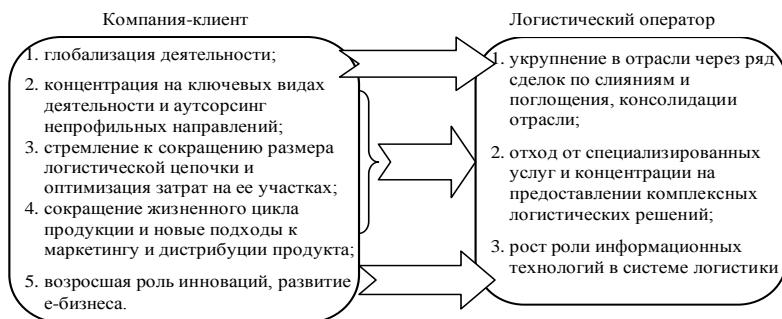 Компания-клиент
1. глобализация деятельности;
2. концентрация на ключевых видах
деятельности и аутсорсинг
непрофильных направлений;
3. стремление к сокращению размера
логистической цепочки и
оптимизация затрат на ее участках;
4. сокращение жизненного цикла
продукции и новые подходы к
маркетингу и дистрибуции продукта;
5. возросшая роль инноваций, развитие
е-бизнеса.
Логистический оператор
1. укрупнение в отрасли через ряд
сделок по слияниям и
поглощения, консолидации
отрасли;
2. отход от специализированных
услуг и концентрации на
предоставлении комплексных
логистических решений;
3. рост роли информационных
технологий в системе логистики